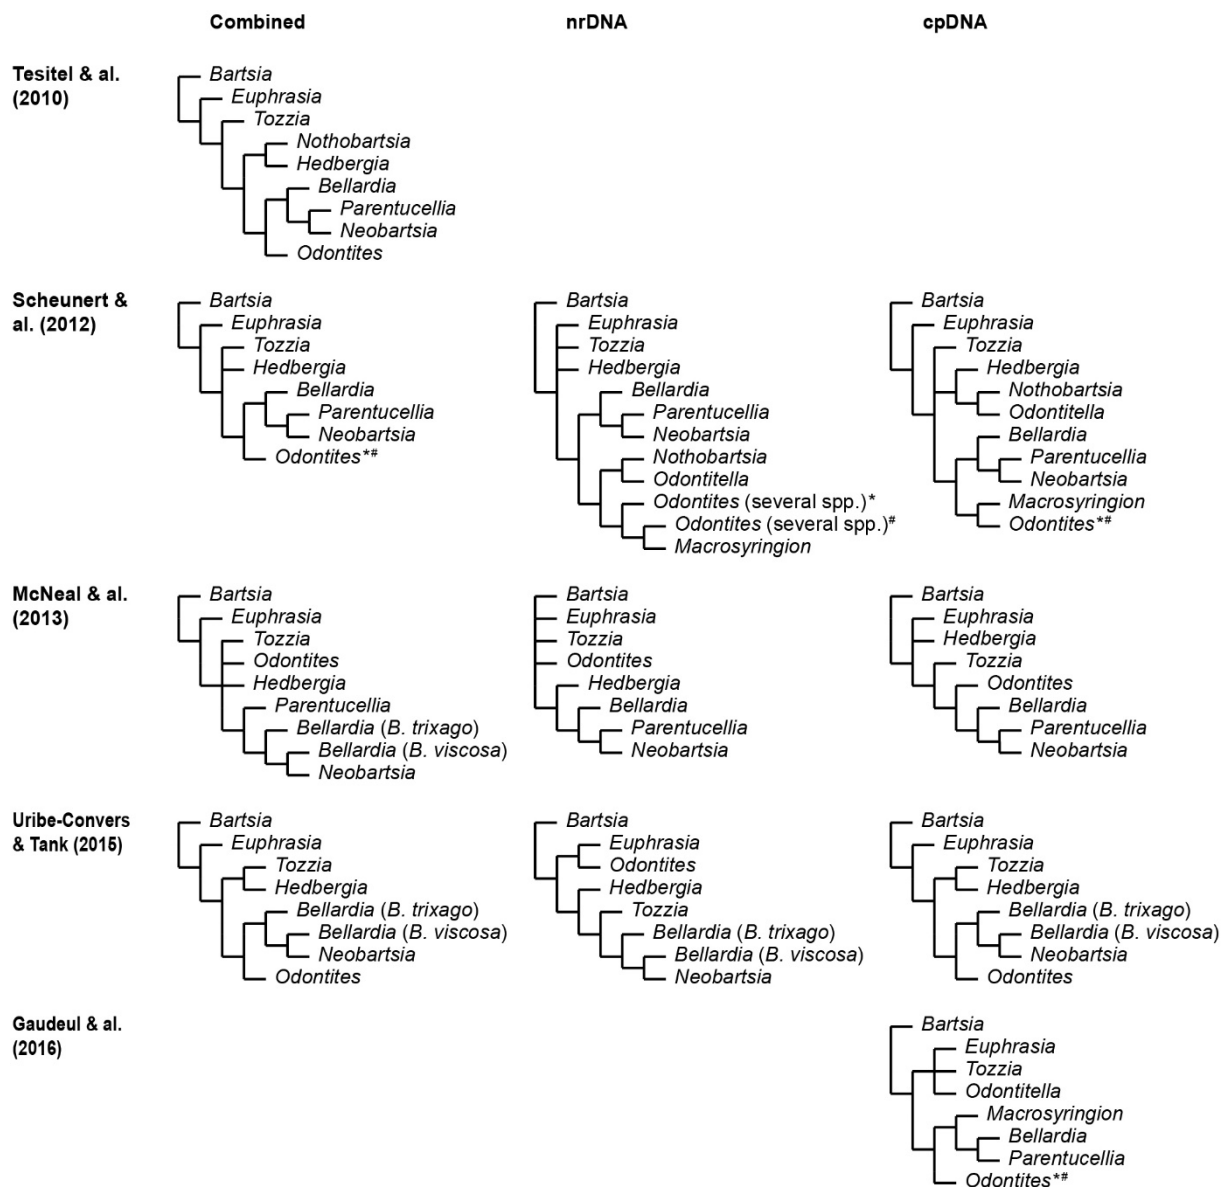 Combined
nrDNA
cpDNA
Tesitel & al.
(2010)
Bartsia
Euphrasia
Tozzia
Nothobartsia
Hedbergia
Bellardia
Parentucellia
Neobartsia
Odontites
Scheunert &
al. (2012)
Bartsia
Euphrasia
Tozzia
Hedbergia
Bellardia
Parentucellia
Neobartsia
Odontites*#
Bartsia
Euphrasia
Tozzia
Hedbergia
Bellardia
Parentucellia
Neobartsia
Nothobartsia
Odontitella
Odontites (several spp.)*
Odontites (several spp.)#
Macrosyringion
Bartsia
Euphrasia
Tozzia
Hedbergia
Nothobartsia
Odontitella
Bellardia
Parentucellia
Neobartsia
Macrosyringion
Odontites*#
McNeal & al.
(2013)
Bartsia
Euphrasia
Tozzia
Odontites
Hedbergia
Parentucellia
Bellardia (B. trixago)
Bellardia (B. viscosa)
Neobartsia
Bartsia
Euphrasia
Tozzia
Odontites
Hedbergia
Bellardia
Parentucellia
Neobartsia
Bartsia
Euphrasia
Hedbergia
Tozzia
Odontites
Bellardia
Parentucellia
Neobartsia
Uribe-Convers
& Tank (2015)
Bartsia
Euphrasia
Tozzia
Hedbergia
Bellardia (B. trixago)
Bellardia (B. viscosa)
Neobartsia
Odontites
Bartsia
Euphrasia
Odontites
Hedbergia
Tozzia
Bellardia (B. trixago)
Bellardia (B. viscosa)
Neobartsia
Bartsia
Euphrasia
Tozzia
Hedbergia
Bellardia (B. trixago)
Bellardia (B. viscosa)
Neobartsia
Odontites
Gaudeul & al.
(2016)
Bartsia
Euphrasia
Tozzia
Odontitella
Macrosyringion
Bellardia
Parentucellia
Odontites*#